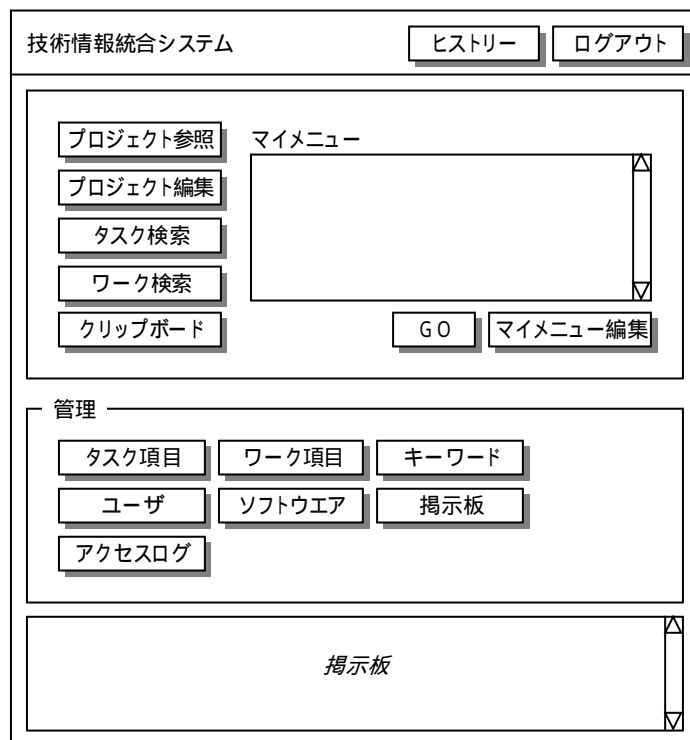 技術情報統合システム ヒストリー ログアウト
プロジェクト参照 マイメニュー
プロジェクト編集
タスク検索
ワーク検索
クリップボード GO マイメニュー編集
管理
タスク項目 ワーク項目 キーワード
ユーザ ソフトウエア 掲示板
アクセスログ
掲示板